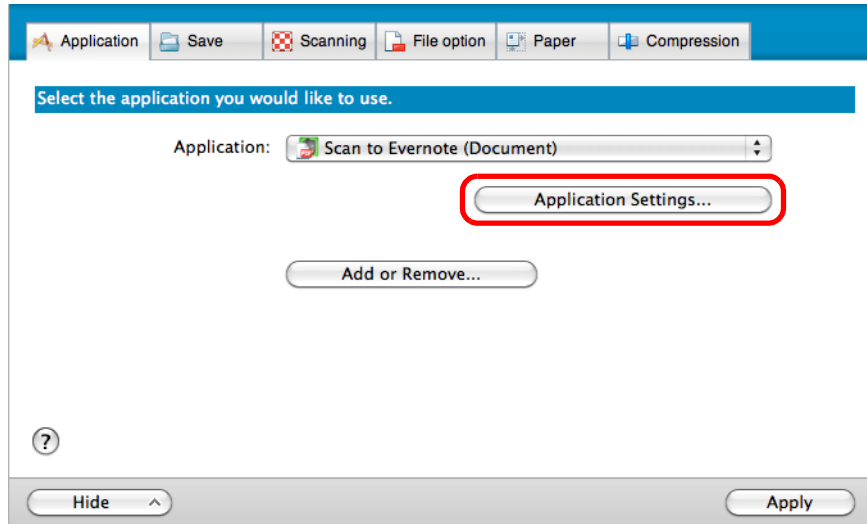 Application Save Scanning File option Paper Compression
Select the application you would like to use.
Application: Scan to Evernote (Document)
Application Settings...
Add or Remove...
?
Hide Apply